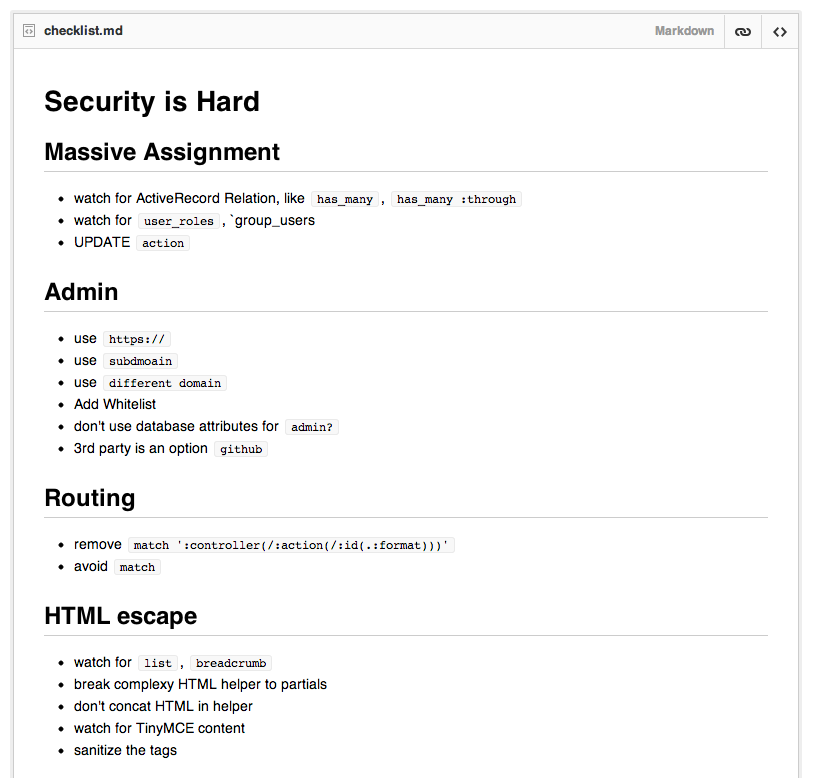 checklist.md Markdown
Security is Hard
Massive Assignment
watch for ActiveRecord Relation, like has_many, has_many :through
watch for user_roles,`group_users
UPDATE action
Admin
use https://
use subdmoain
use different domain
Add Whitelist
don't use database attributes for admin?
3rd party is an option github
Routing
remove match ':controller(/:action(/:id(.:format)))'
avoid match
HTML escape
watch for list, breadcrumb
break complexy HTML helper to partials
don't concat HTML in helper
watch for TinyMCE content
sanitize the tags